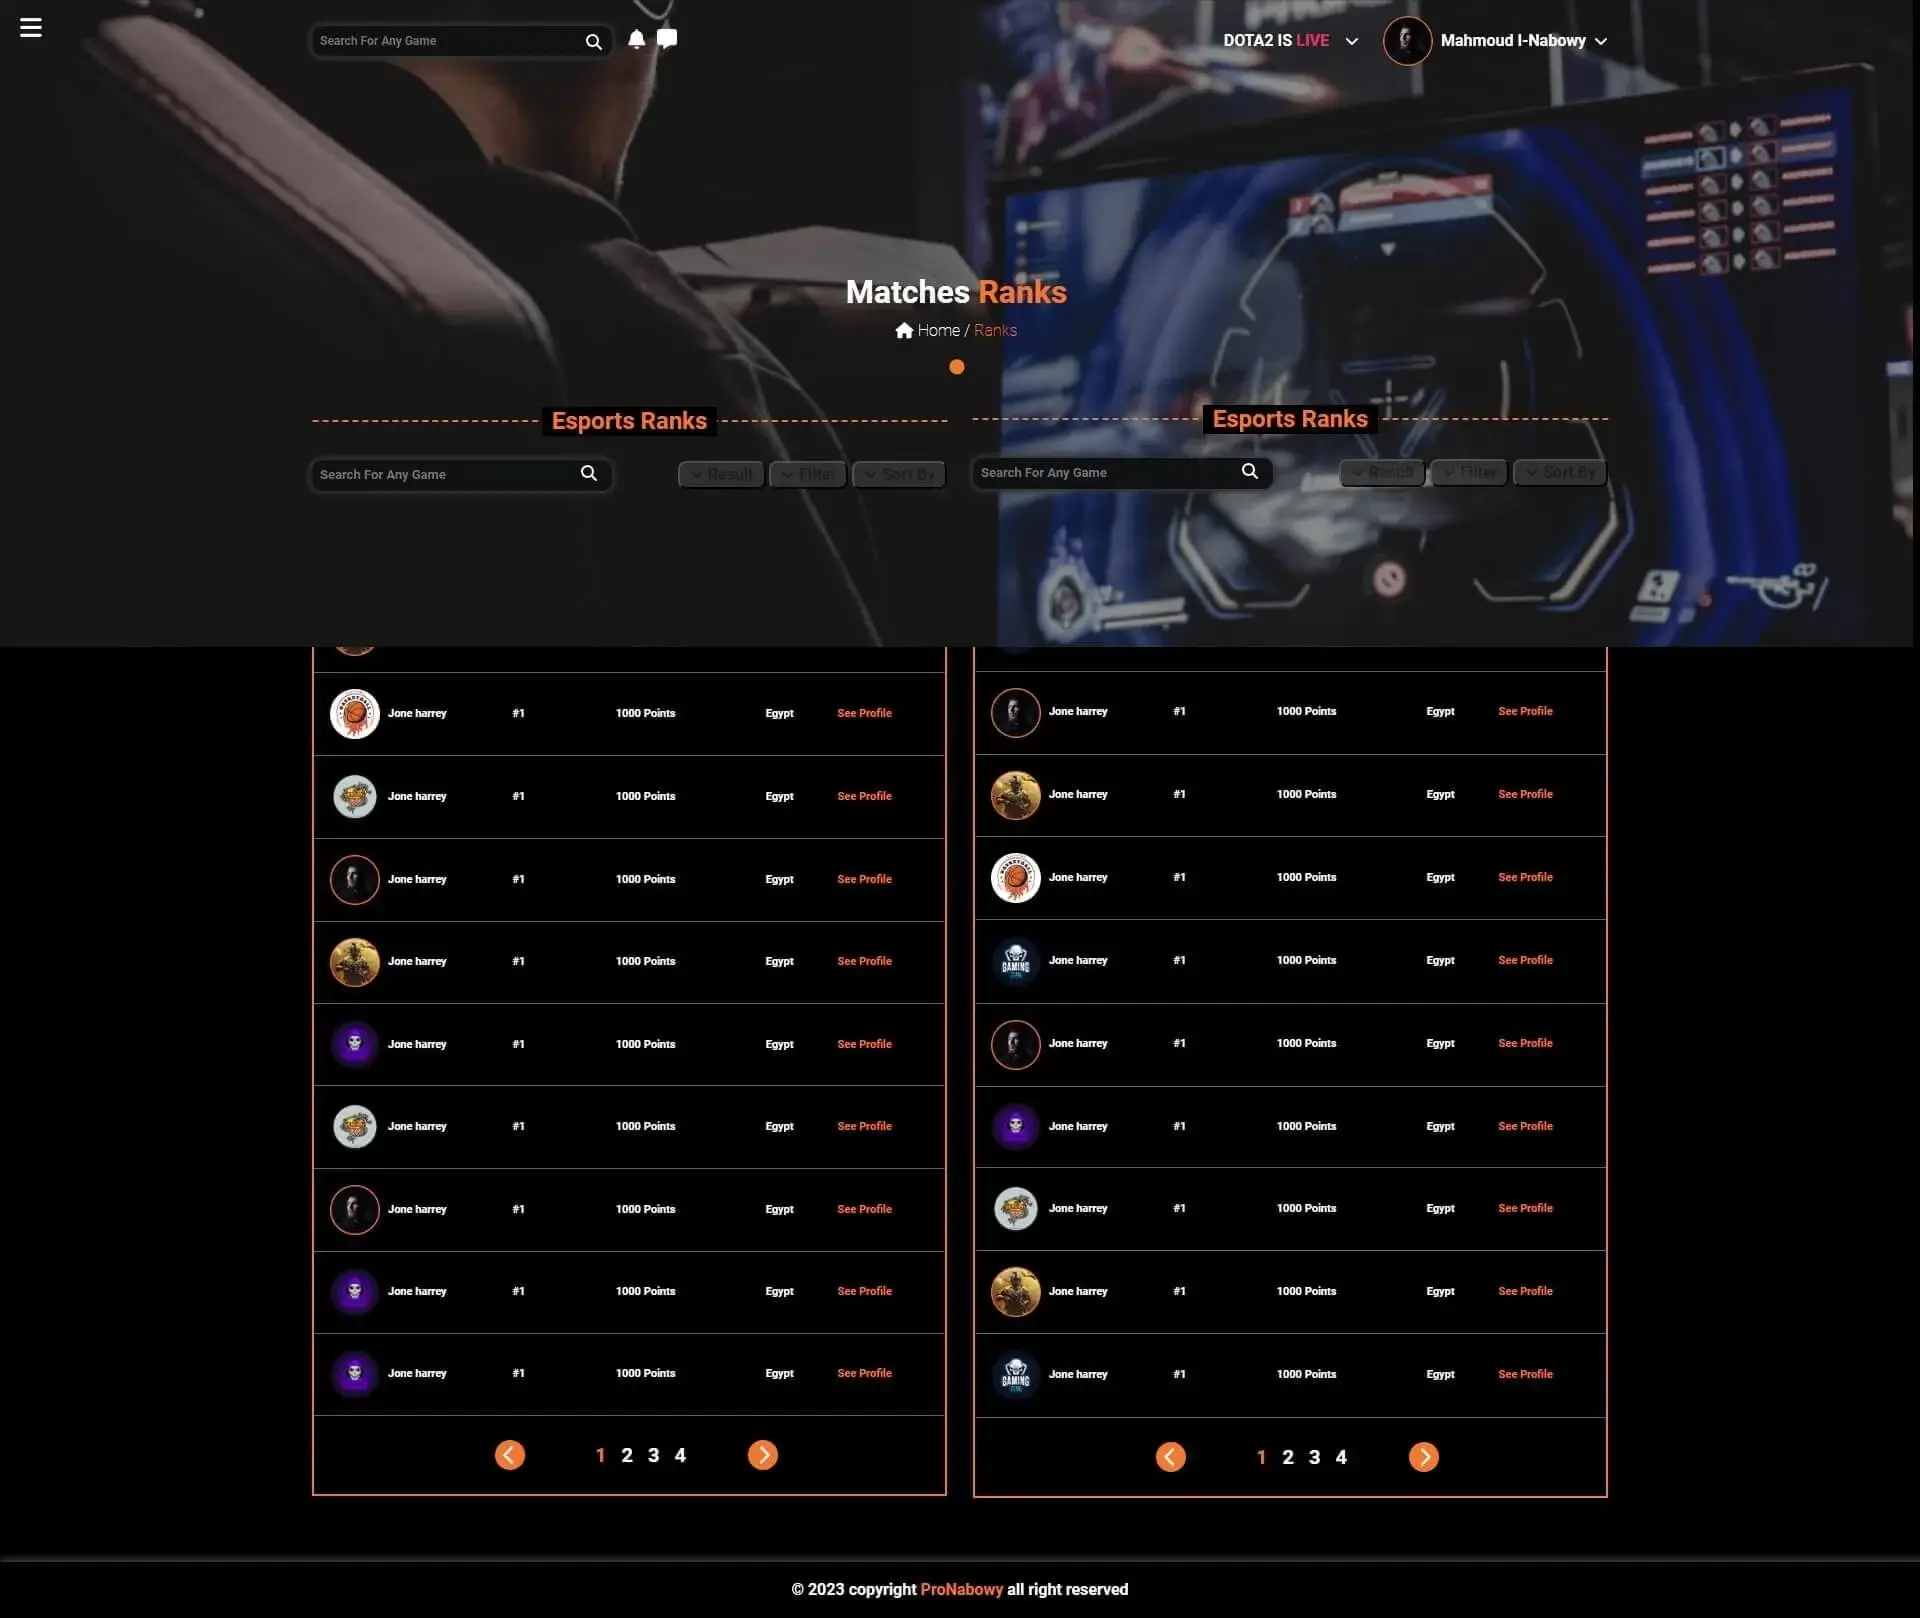 Search For Any Game
DOTA2 IS LIVE
Mahmoud I-Nabowy
Matches Ranks
Home / Ranks
Esports Ranks
Search For Any Game
Result
Filter
Sort By
Jone harrey #1 1000 Points Egypt See Profile
Jone harrey #1 1000 Points Egypt See Profile
Jone harrey #1 1000 Points Egypt See Profile
Jone harrey #1 1000 Points Egypt See Profile
Jone harrey #1 1000 Points Egypt See Profile
Jone harrey #1 1000 Points Egypt See Profile
Jone harrey #1 1000 Points Egypt See Profile
Jone harrey #1 1000 Points Egypt See Profile
Jone harrey #1 1000 Points Egypt See Profile
1 2 3 4
Esports Ranks
Search For Any Game
Result
Filter
Sort By
Jone harrey #1 1000 Points Egypt See Profile
Jone harrey #1 1000 Points Egypt See Profile
Jone harrey #1 1000 Points Egypt See Profile
GAMING
Jone harrey #1 1000 Points Egypt See Profile
Jone harrey #1 1000 Points Egypt See Profile
Jone harrey #1 1000 Points Egypt See Profile
Jone harrey #1 1000 Points Egypt See Profile
Jone harrey #1 1000 Points Egypt See Profile
GAMING
Jone harrey #1 1000 Points Egypt See Profile
1 2 3 4
© 2023 copyright ProNabowy all right reserved